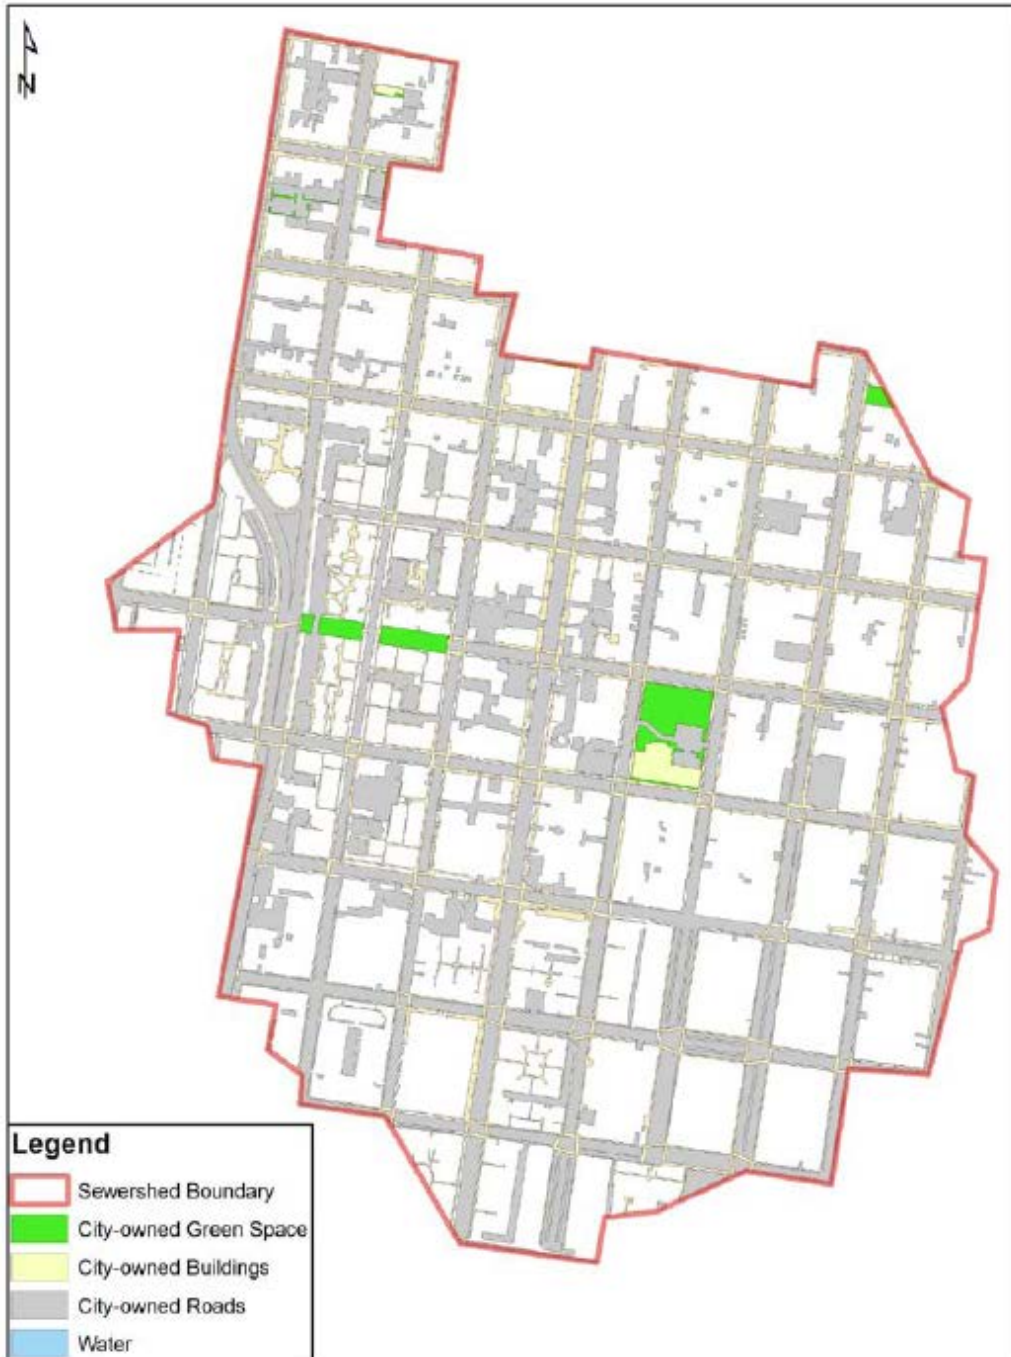 N
Legend
Sewershed Boundary
City-owned Green Space
City-owned Buildings
City-owned Roads
Water